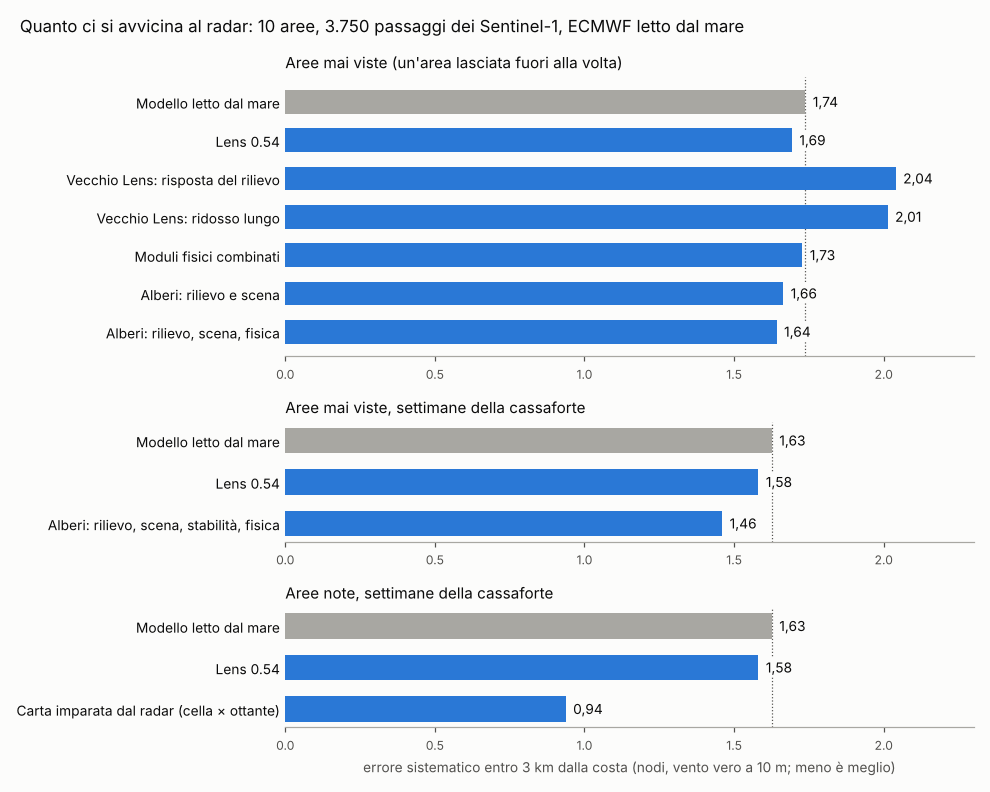 Quanto ci si avvicina al radar: 10 aree, 3.750 passaggi dei Sentinel-1, ECMWF letto dal mare
Aree mai viste (un'area lasciata fuori alla volta)
Modello letto dal mare 1,74
Lens 0.54 1,69
Vecchio Lens: risposta del rilievo 2,04
Vecchio Lens: ridosso lungo 2,01
Moduli fisici combinati 1,73
Alberi: rilievo e scena 1,66
Alberi: rilievo, scena, fisica 1,64
0.0 0.5 1.0 1.5 2.0
Aree mai viste, settimane della cassaforte
Modello letto dal mare 1,63
Lens 0.54 1,58
Alberi: rilievo, scena, stabilità, fisica 1,46
0.0 0.5 1.0 1.5 2.0
Aree note, settimane della cassaforte
Modello letto dal mare 1,63
Lens 0.54 1,58
Carta imparata dal radar (cella × ottante) 0,94
0.0 0.5 1.0 1.5 2.0
errore sistematico entro 3 km dalla costa (nodi, vento vero a 10 m; meno è meglio)